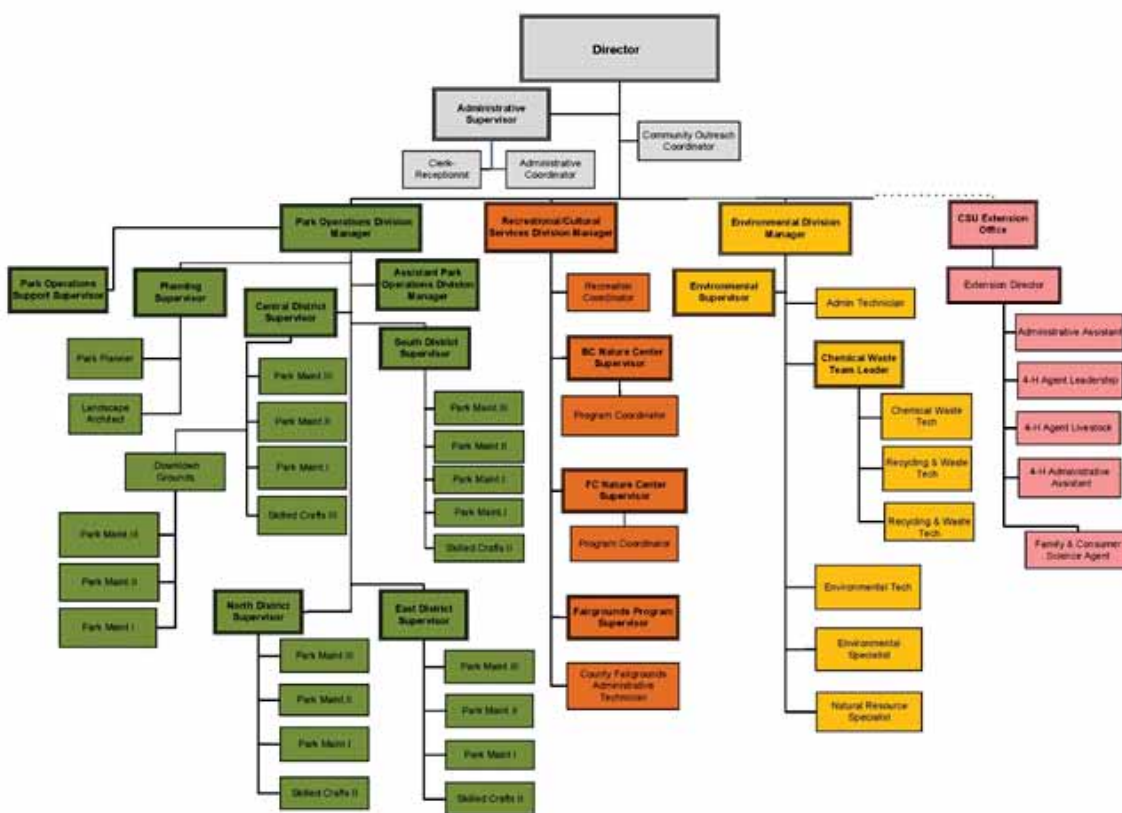 Director
Administrative
Supervisor
Community Outreach
Coordinator
Clerk-
Receptionist
Administrative
Coordinator
Park Operations Division
Manager
Recreational/Cultural
Services Division Manager
Environmental Division
Manager
CSU Extension
Office
Park Operations
Support Supervisor
Planning
Supervisor
Assistant Park
Operations Division
Manager
Central District
Supervisor
South District
Supervisor
Park Planner
Landscape
Architect
Park Maint.III
Park Maint.II
Park Maint.I
Skilled Crafts III
Park Maint.III
Park Maint.II
Park Maint.I
Park Maint.I
Skilled Crafts II
Downtown
Grounds
Park Maint.III
Park Maint.II
Park Maint.I
North District
Supervisor
East District
Supervisor
Park Maint.III
Park Maint.II
Park Maint.I
Skilled Crafts II
Park Maint.III
Park Maint.II
Park Maint.I
Skilled Crafts II
Recreation
Coordinator
BC Nature Center
Supervisor
Program Coordinator
FC Nature Center
Supervisor
Program Coordinator
Fairgrounds Program
Supervisor
County Fairgrounds
Administrative
Technician
Environmental
Supervisor
Admin Technician
Chemical Waste
Team Leader
Chemical Waste
Tech
Recycling & Waste
Tech
Recycling & Waste
Tech
Environmental Tech
Environmental
Specialist
Natural Resource
Specialist
Extension Director
Administrative Assistant
4-H Agent Leadership
4-H Agent Livestock
4-H Administrative
Assistant
Family & Consumer
Science Agent